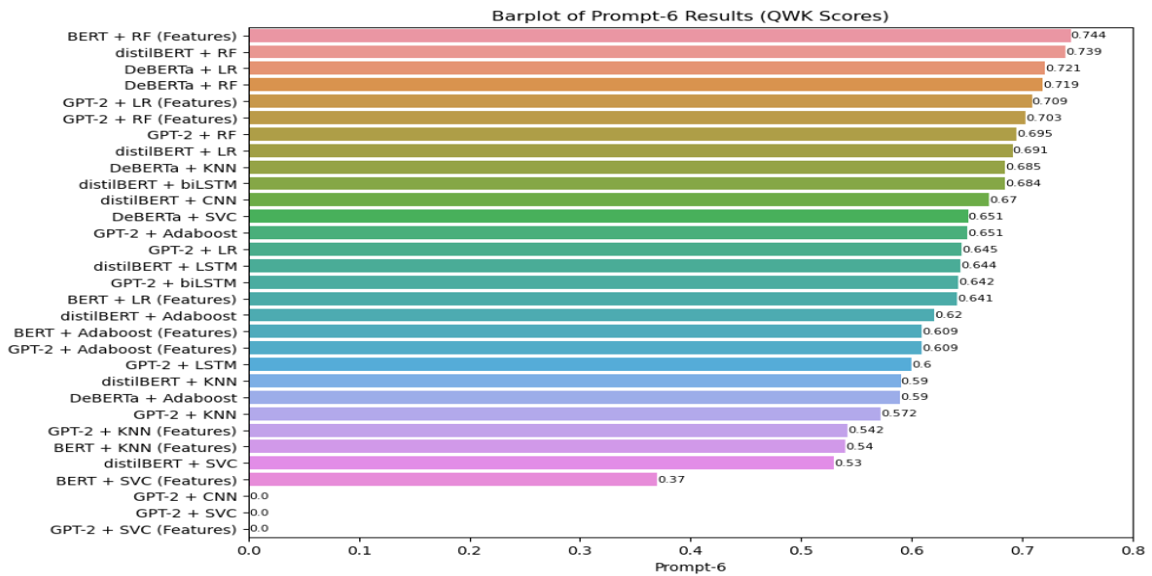 Barplot of Prompt-6 Results (QWK Scores)
BERT + RF (Features) 0.744
distilBERT + RF 0.739
DeBERTa + LR 0.721
DeBERTa + RF 0.719
GPT-2 + LR (Features) 0.709
GPT-2 + RF (Features) 0.703
GPT-2 + RF 0.695
distilBERT + LR 0.691
DeBERTa + KNN 0.685
distilBERT + biLSTM 0.684
distilBERT + CNN 0.67
DeBERTa + SVC 0.651
GPT-2 + Adaboost 0.651
GPT-2 + LR 0.645
distilBERT + LSTM 0.644
GPT-2 + biLSTM 0.642
BERT + LR (Features) 0.641
distilBERT + Adaboost 0.62
BERT + Adaboost (Features) 0.609
GPT-2 + Adaboost (Features) 0.609
GPT-2 + LSTM 0.6
distilBERT + KNN 0.59
DeBERTa + Adaboost 0.59
GPT-2 + KNN 0.572
GPT-2 + KNN (Features) 0.542
BERT + KNN (Features) 0.54
distilBERT + SVC 0.53
BERT + SVC (Features) 0.37
GPT-2 + CNN 0.0
GPT-2 + SVC 0.0
GPT-2 + SVC (Features) 0.0
0.0 0.1 0.2 0.3 0.4 0.5 0.6 0.7 0.8
Prompt-6